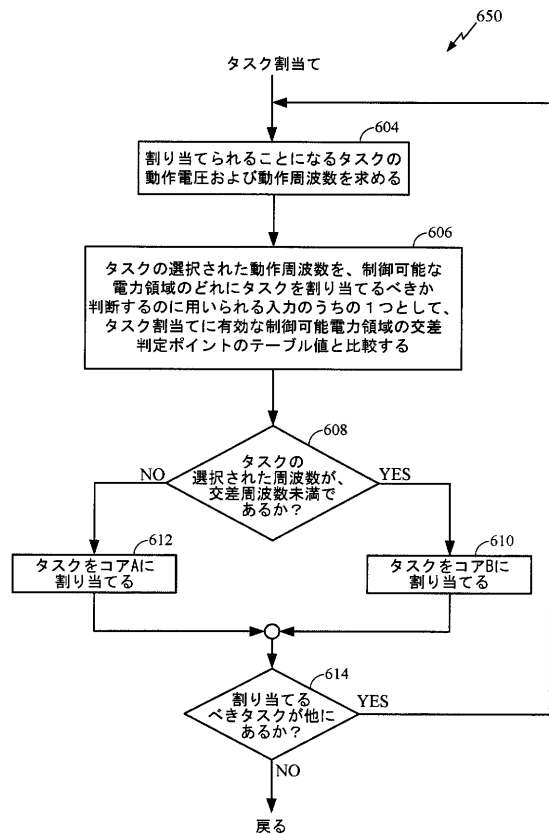 650
タスク割当て
604
割り当てられることになるタスクの
動作電圧および動作周波数を求める
606
タスクの選択された動作周波数を、制御可能な
電力領域のどれにタスクを割り当てるべきか
判断するのに用いられる入力のうちの1つとして、
タスク割当てに有効な制御可能電力領域の交差
判定ポイントのテーブル値と比較する
608
タスクの
選択された周波数が、
交差周波数未満で
あるか?
NO
YES
612
タスクをコアAに
割り当てる
610
タスクをコアBに
割り当てる
614
割り当てる
べきタスクが他に
あるか?
YES
NO
戻る